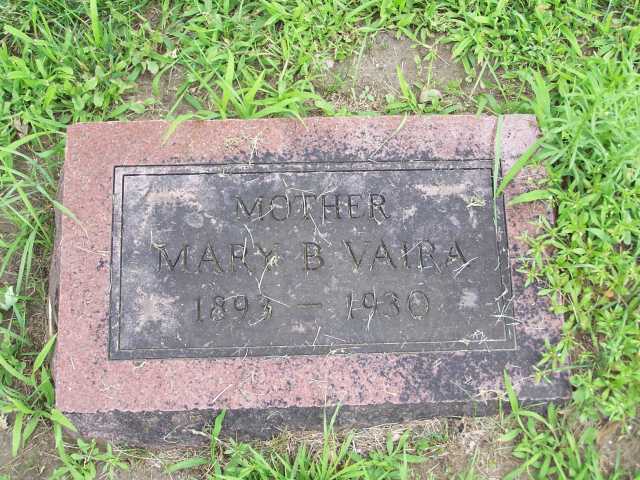 MOTHER
MARY B VAIRA
1893 – 1930